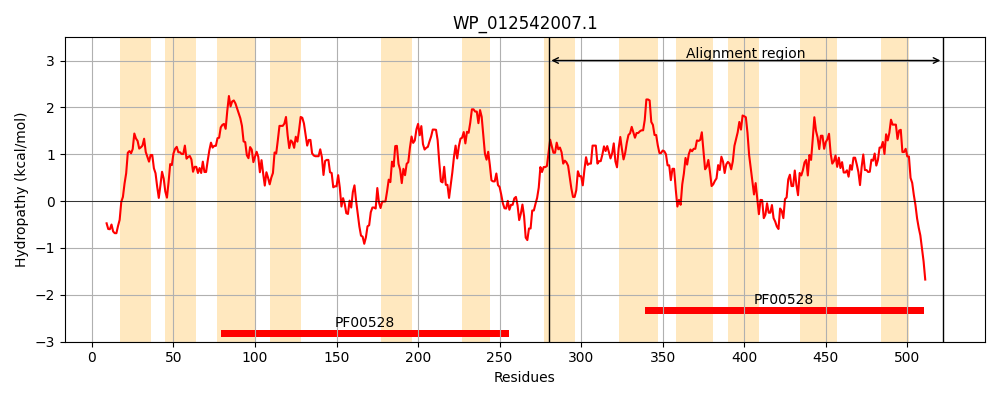 WP_012542007.1
Hydropathy (kcal/mol)
3
2
1
0
−1
−2
−3
Alignment region
PF00528
PF00528
0 50 100 150 200 250 300 350 400 450 500
Residues